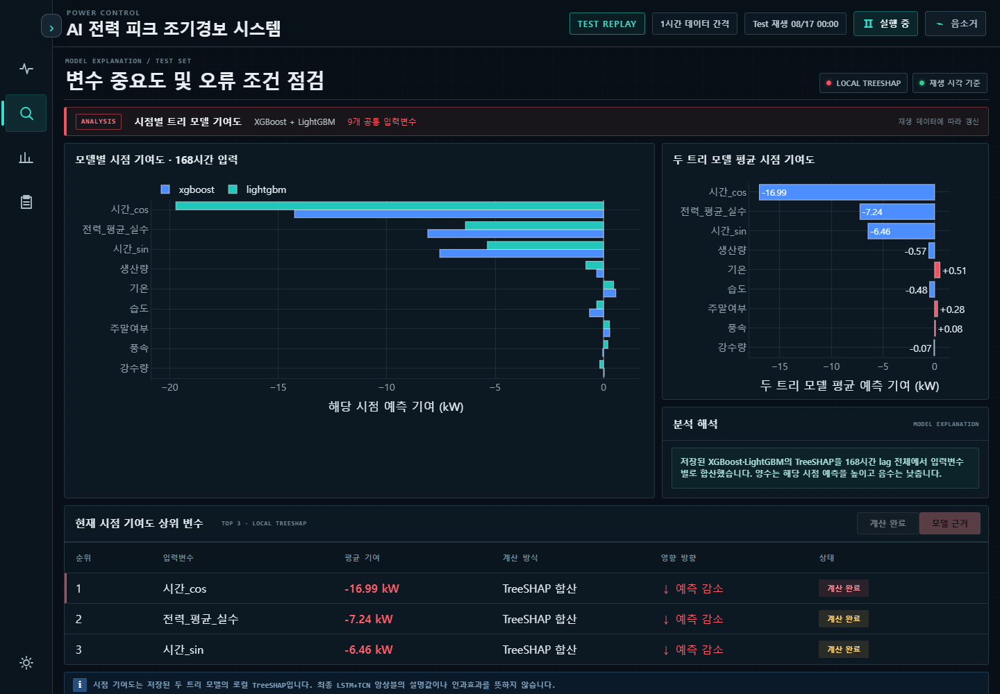 POWER CONTROL
AI 전력 피크 조기경보 시스템
TEST REPLAY
1시간 데이터 간격
Test 재생 08/17 00:00
실행 중
음소거
MODEL EXPLANATION / TEST SET
변수 중요도 및 오류 조건 점검
LOCAL TREESHAP
재생 시각 기준
ANALYSIS 시점별 트리 모델 기여도 XGBoost + LightGBM 9개 공통 입력변수 재생 데이터에 따라 갱신
모델별 시점 기여도 · 168시간 입력
xgboost lightgbm
시간_cos
전력_평균_실수
시간_sin
생산량
기온
습도
주말여부
풍속
강수량
−20 −15 −10 −5 0
해당 시점 예측 기여 (kW)
두 트리 모델 평균 시점 기여도
시간_cos -16.99
전력_평균_실수 -7.24
시간_sin -6.46
생산량 -0.57
기온 +0.51
습도 -0.48
주말여부 +0.28
풍속 +0.08
강수량 -0.07
−15 −10 −5 0
두 트리 모델 평균 예측 기여 (kW)
분석 해석 MODEL EXPLANATION
저장된 XGBoost·LightGBM의 TreeSHAP을 168시간 lag 전체에서 입력변수
별로 합산했습니다. 양수는 해당 시점 예측을 높이고 음수는 낮춥니다.
현재 시점 기여도 상위 변수 TOP 3 · LOCAL TREESHAP 계산 완료 모델 근거
순위 입력변수 평균 기여 계산 방식 영향 방향 상태
1 시간_cos -16.99 kW TreeSHAP 합산 ↓ 예측 감소 계산 완료
2 전력_평균_실수 -7.24 kW TreeSHAP 합산 ↓ 예측 감소 계산 완료
3 시간_sin -6.46 kW TreeSHAP 합산 ↓ 예측 감소 계산 완료
i 시점 기여도는 저장된 두 트리 모델의 로컬 TreeSHAP입니다. 최종 LSTM+TCN 앙상블의 설명값이나 인과효과를 뜻하지 않습니다.